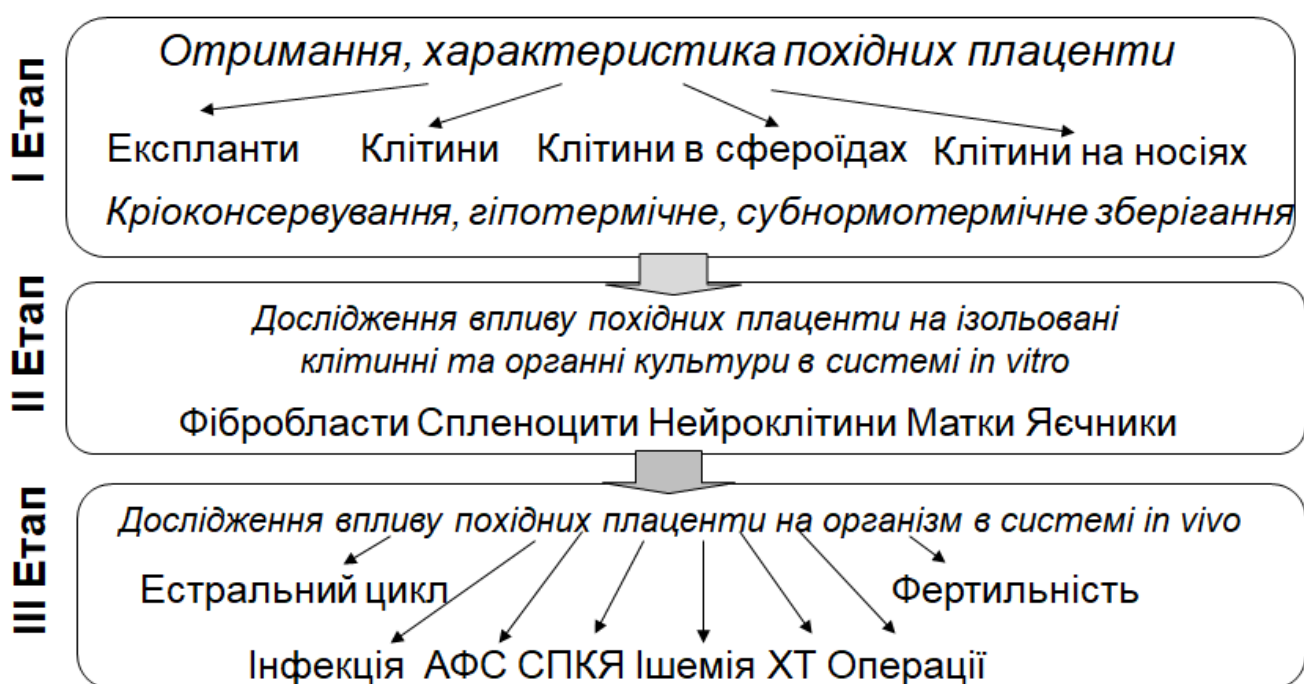 I Етап
Отримання, характеристика похідних плаценти
Експланти Клітини Клітини в сфероїдах Клітини на носіях
Кріоконсервування, гіпотермічне, субнормотермічне зберігання
II Етап
Дослідження впливу похідних плаценти на ізольовані
клітинні та органні культури в системі in vitro
Фібробласти Спленоцити Нейроклітини Матки Яєчники
III Етап
Дослідження впливу похідних плаценти на організм в системі in vivo
Естральний цикл Фертильність
Інфекція АФС СПКЯ Ішемія ХТ Операції